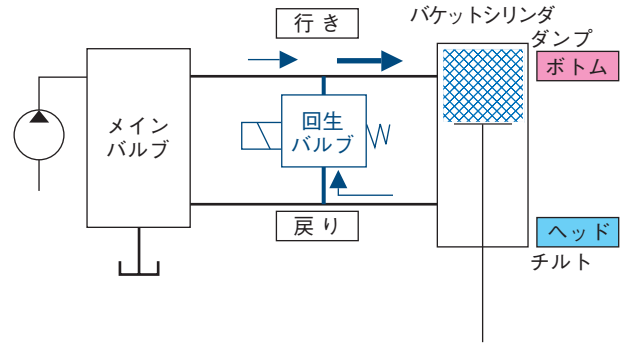 行き
バケットシリンダ
ダンプ
ボトム
メイン
バルブ
回生
バルブ
戻り
ヘッド
チルト